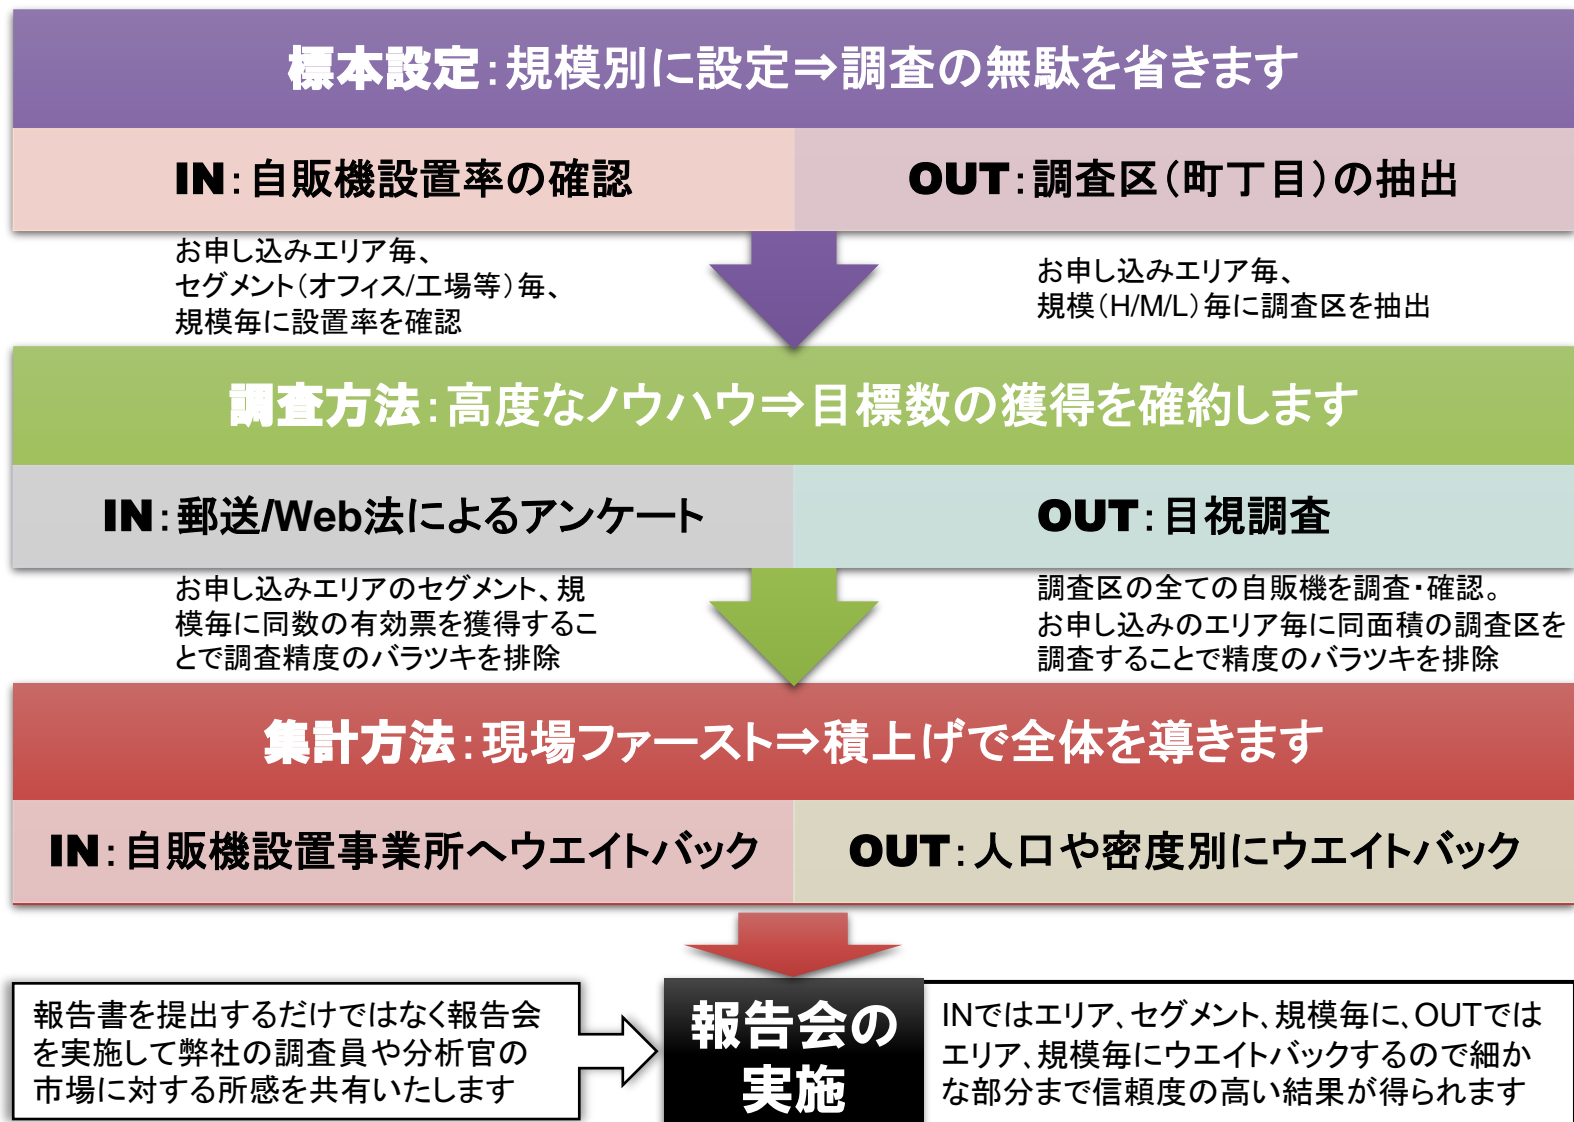 標本設定：規模別に設定⇒調査の無駄を省きます
IN：自販機設置率の確認
OUT：調査区（町丁目）の抽出
お申し込みエリア毎、
セグメント（オフィス/工場等）毎、
規模毎に設置率を確認
お申し込みエリア毎、
規模（H/M/L）毎に調査区を抽出
調査方法：高度なノウハウ⇒目標数の獲得を確約します
IN：郵送/Web法によるアンケート
OUT：目視調査
お申し込みエリアのセグメント、規
模毎に同数の有効票を獲得するこ
とで調査精度のバラツキを排除
調査区の全ての自販機を調査・確認。
お申し込みのエリア毎に同面積の調査区を
調査することで精度のバラツキを排除
集計方法：現場ファースト⇒積上げで全体を導きます
IN：自販機設置事業所へウエイトバック
OUT：人口や密度別にウエイトバック
報告書を提出するだけではなく報告会
を実施して弊社の調査員や分析官の
市場に対する所感を共有いたします
報告会の
実施
INではエリア、セグメント、規模毎に、OUTでは
エリア、規模毎にウエイトバックするので細か
な部分まで信頼度の高い結果が得られます